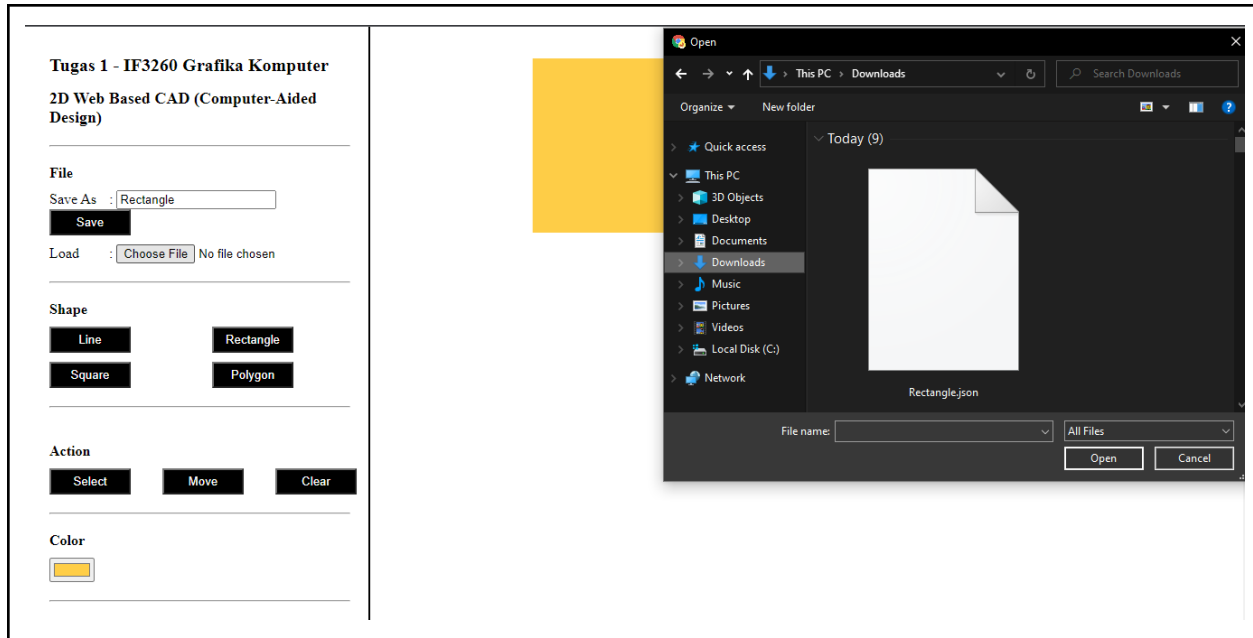 Tugas 1 - IF3260 Grafika Komputer
2D Web Based CAD (Computer-Aided
Design)
File
Save As : Rectangle
Save
Load : Choose File No file chosen
Shape
Line Rectangle
Square Polygon
Action
Select Move Clear
Color
Open
This PC › Downloads
Search Downloads
Organize New folder
Today (9)
Quick access
This PC
3D Objects
Desktop
Documents
Downloads
Music
Pictures
Videos
Local Disk (C:)
Network
Rectangle.json
File name:
All Files
Open Cancel